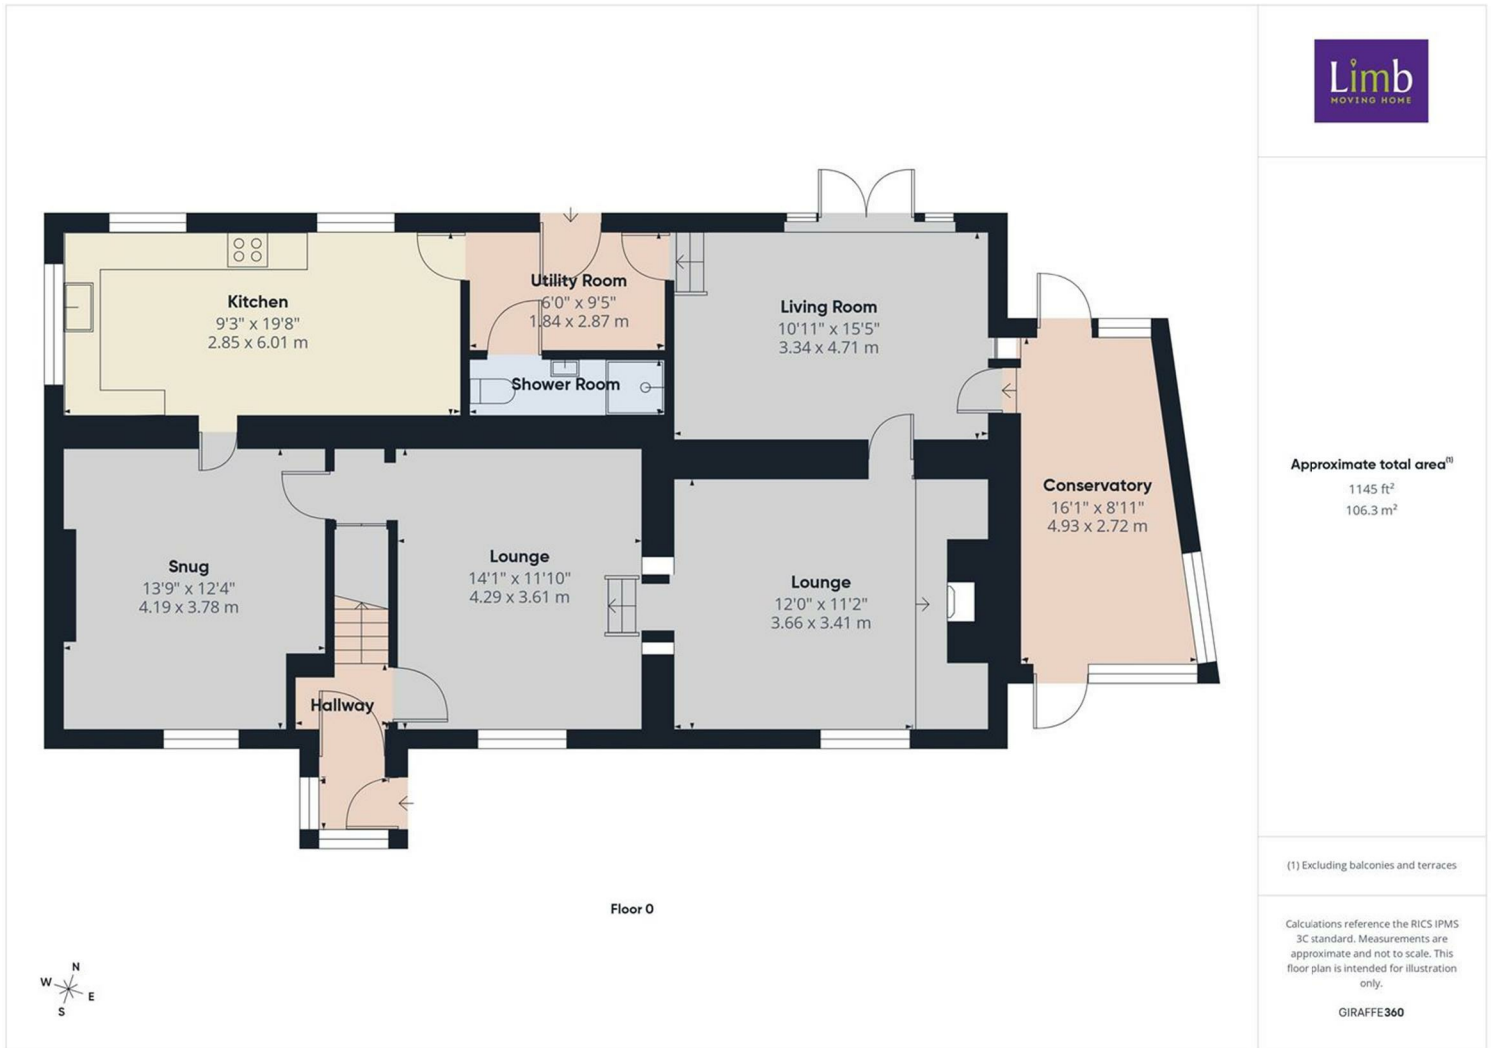 Limb
MOVING HOME
Kitchen
9'3" x 19'8"
2.85 x 6.01 m
Utility Room
6'0" x 9'5"
1.84 x 2.87 m
Shower Room
Living Room
10'11" x 15'5"
3.34 x 4.71 m
Conservatory
16'1" x 8'11"
4.93 x 2.72 m
Snug
13'9" x 12'4"
4.19 x 3.78 m
Lounge
14'1" x 11'10"
4.29 x 3.61 m
Lounge
12'0" x 11'2"
3.66 x 3.41 m
Hallway
Floor 0
N
W
E
S
Approximate total area(1)
1145 ft²
106.3 m²
(1) Excluding balconies and terraces
Calculations reference the RICS IPMS
3C standard. Measurements are
approximate and not to scale. This
floor plan is intended for illustration
only.
GIRAFFE360